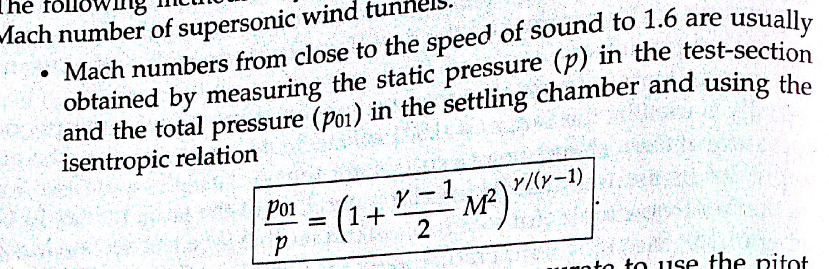 The following
Mach number of supersonic wind tunnels.
• Mach numbers from close to the speed of sound to 1.6 are usually
obtained by measuring the static pressure (p) in the test-section
and the total pressure (p01) in the settling chamber and using the
isentropic relation
p01/p = (1 + (γ − 1)/2 M²)^γ/(γ−1).
to use the pitot